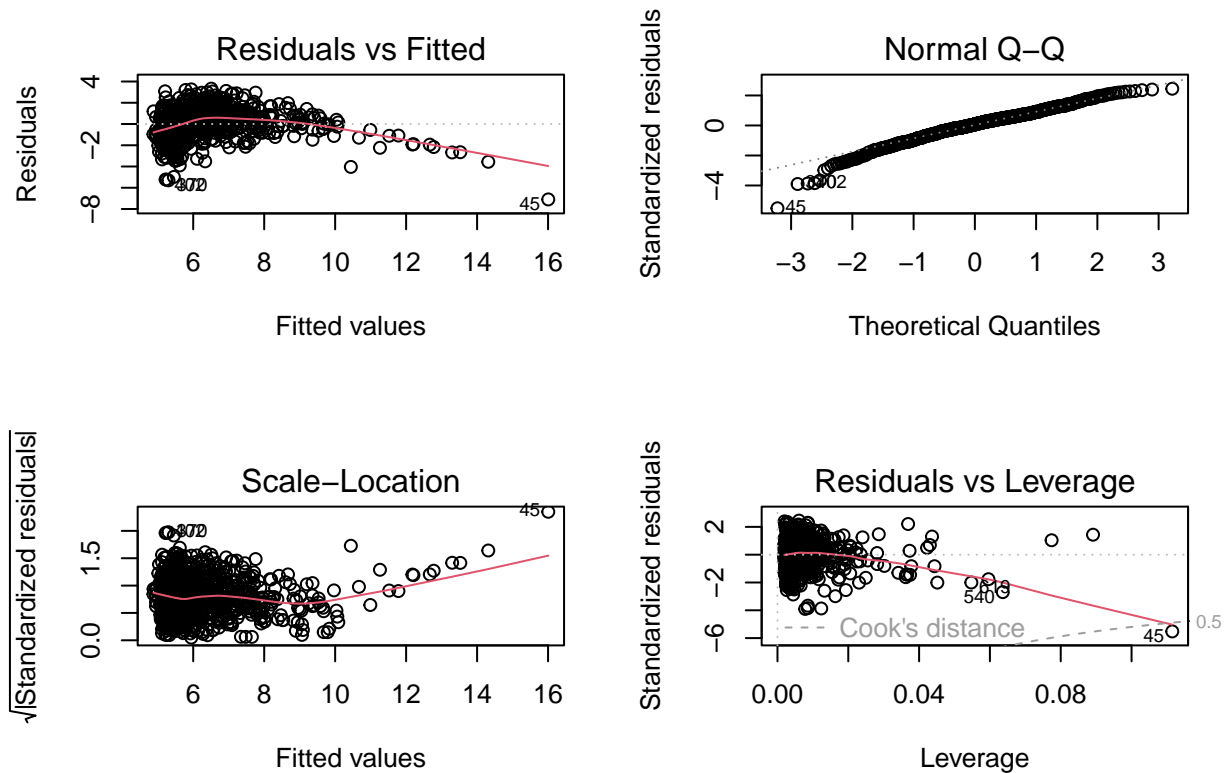 Residuals vs Fitted
Residuals
4
−2
−8
45
6 8 10 12 14 16
Fitted values
Normal Q−Q
Standardized residuals
0
−4
45
−3 −2 −1 0 1 2 3
Theoretical Quantiles
Scale−Location
√|Standardized residuals|
1.5
0.0
45
6 8 10 12 14 16
Fitted values
Residuals vs Leverage
Standardized residuals
2
−2
−6
540
Cook's distance
45
0.5
0.00 0.04 0.08
Leverage